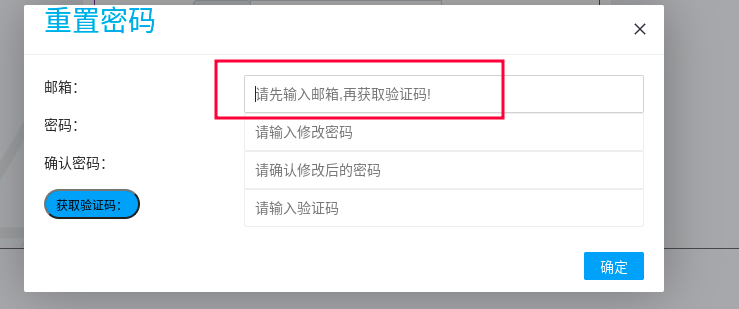 重置密码
邮箱：
请先输入邮箱,再获取验证码!
密码：
请输入修改密码
确认密码：
请确认修改后的密码
获取验证码：
请输入验证码
确定